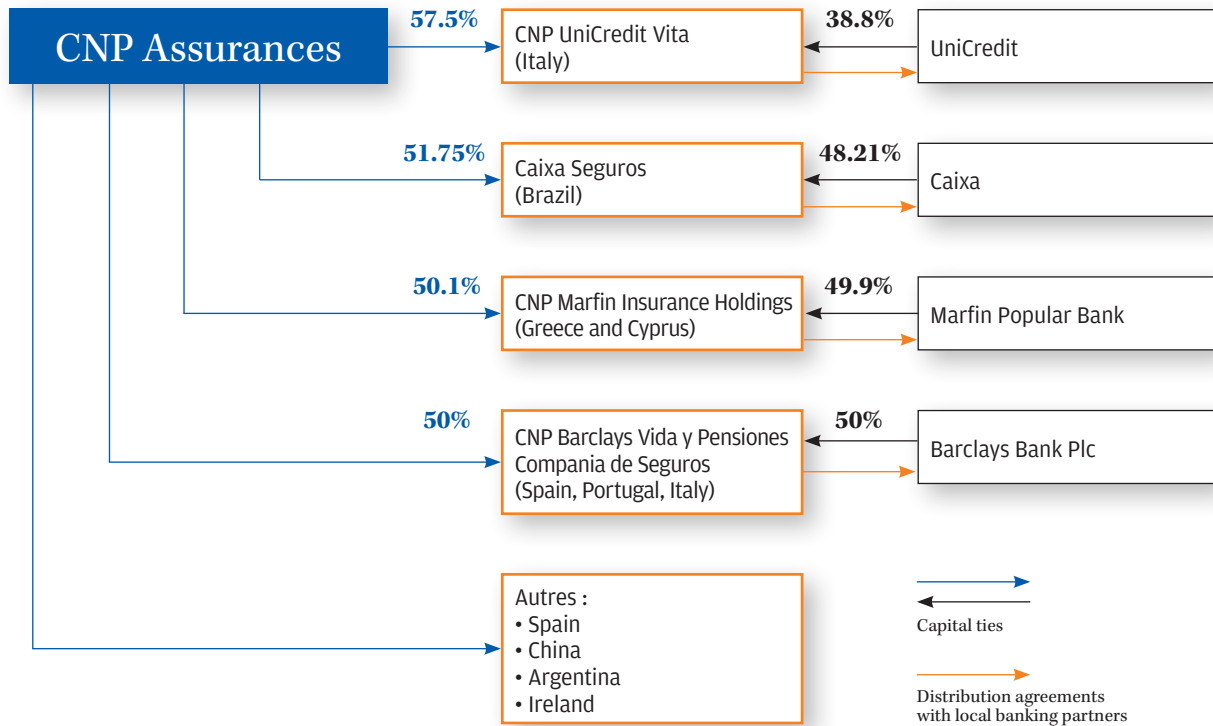 CNP Assurances
57.5%
CNP UniCredit Vita
(Italy)
38.8%
UniCredit
51.75%
Caixa Seguros
(Brazil)
48.21%
Caixa
50.1%
CNP Marfin Insurance Holdings
(Greece and Cyprus)
49.9%
Marfin Popular Bank
50%
CNP Barclays Vida y Pensiones
Compania de Seguros
(Spain, Portugal, Italy)
50%
Barclays Bank Plc
Autres :
• Spain
• China
• Argentina
• Ireland
Capital ties
Distribution agreements
with local banking partners